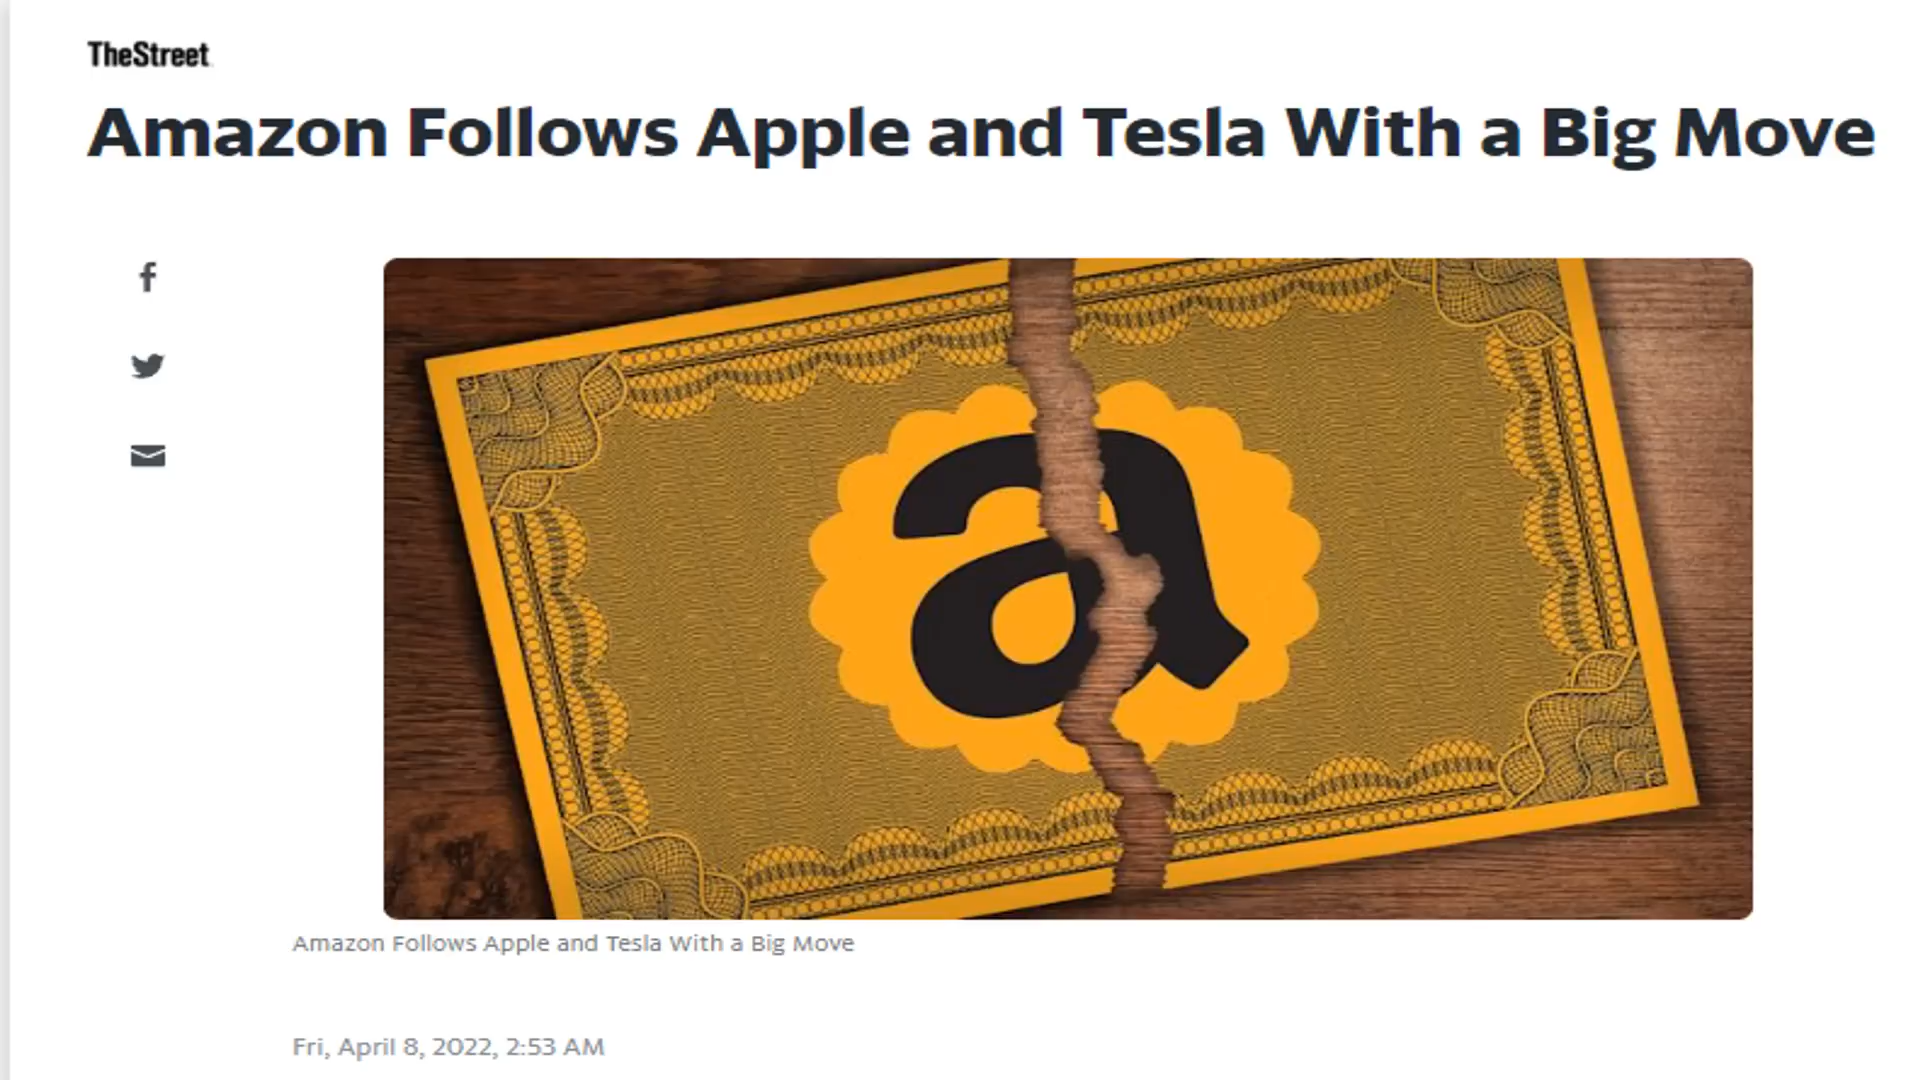 TheStreet
Amazon Follows Apple and Tesla With a Big Move
a
Amazon Follows Apple and Tesla With a Big Move
Fri, April 8, 2022, 2:53 AM